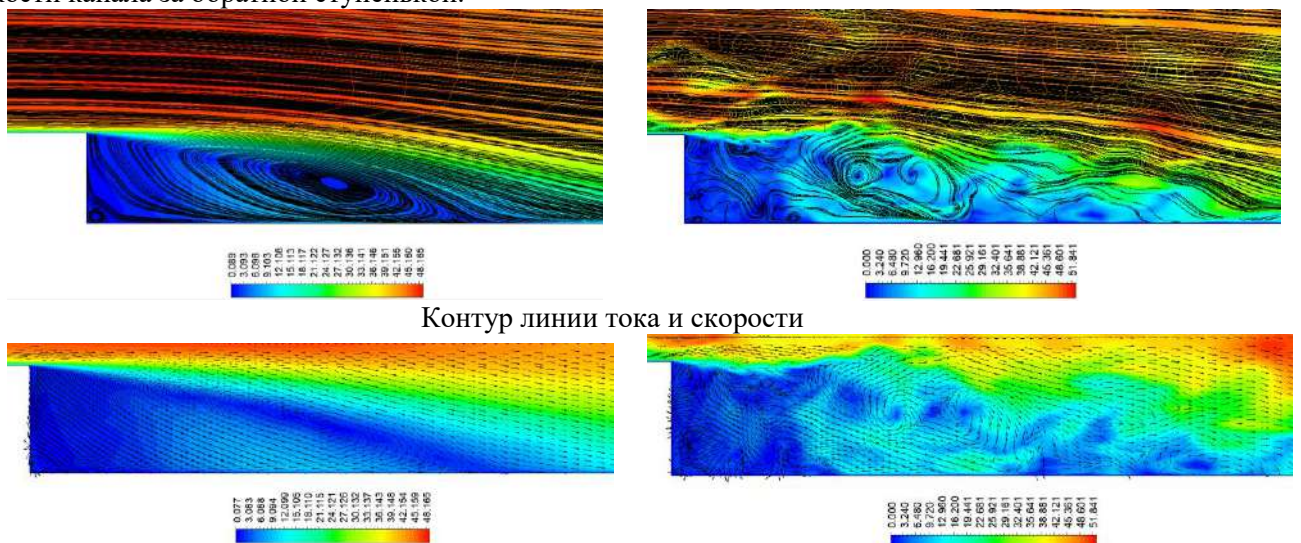 канала за обратной ступенькой.
0.089 3.093 6.098 9.103 12.108 15.113 18.117 21.122 24.127 27.132 30.136 33.141 36.146 39.151 42.155 45.160 48.165
0.000 3.240 6.480 9.720 12.960 16.200 19.441 22.681 25.921 29.161 32.401 35.641 38.881 42.121 45.361 48.601 51.841
Контур линии тока и скорости
0.077 3.083 6.088 9.094 12.099 15.105 18.110 21.115 24.121 27.126 30.132 33.137 36.143 39.148 42.154 45.159 48.165
0.000 3.240 6.480 9.720 12.960 16.200 19.441 22.681 25.921 29.161 32.401 35.641 38.881 42.121 45.361 48.601 51.841